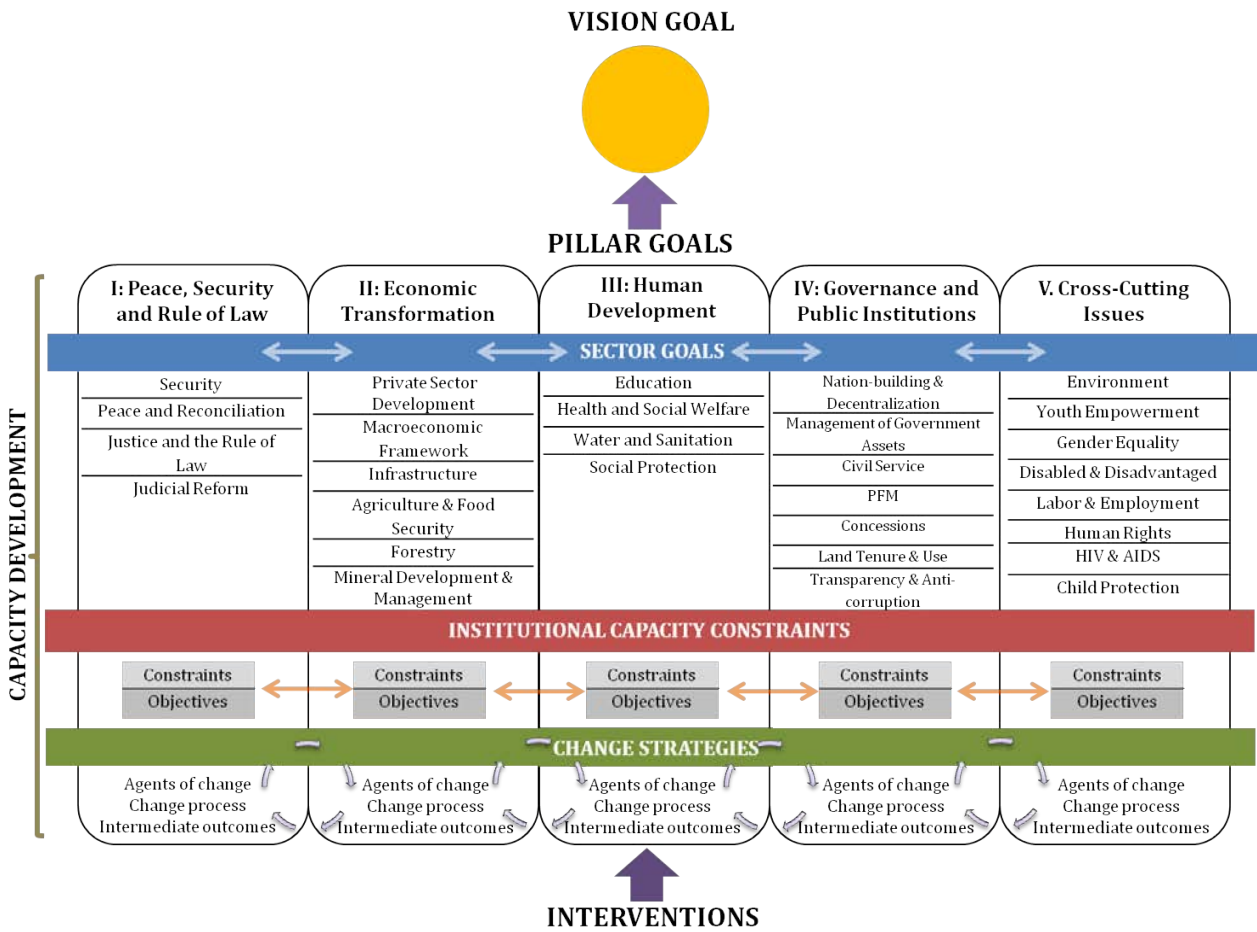 VISION GOAL
PILLAR GOALS
CAPACITY DEVELOPMENT
I: Peace, Security
and Rule of Law
II: Economic
Transformation
III: Human
Development
IV: Governance and
Public Institutions
V. Cross-Cutting
Issues
SECTOR GOALS
Security
Peace and Reconciliation
Justice and the Rule of
Law
Judicial Reform
Private Sector
Development
Macroeconomic
Framework
Infrastructure
Agriculture & Food
Security
Forestry
Mineral Development &
Management
Education
Health and Social Welfare
Water and Sanitation
Social Protection
Nation-building &
Decentralization
Management of Government
Assets
Civil Service
PFM
Concessions
Land Tenure & Use
Transparency & Anti-
corruption
Environment
Youth Empowerment
Gender Equality
Disabled & Disadvantaged
Labor & Employment
Human Rights
HIV & AIDS
Child Protection
INSTITUTIONAL CAPACITY CONSTRAINTS
Constraints
Objectives
Constraints
Objectives
Constraints
Objectives
Constraints
Objectives
Constraints
Objectives
CHANGE STRATEGIES
Agents of change
Change process
Intermediate outcomes
Agents of change
Change process
Intermediate outcomes
Agents of change
Change process
Intermediate outcomes
Agents of change
Change process
Intermediate outcomes
Agents of change
Change process
Intermediate outcomes
INTERVENTIONS